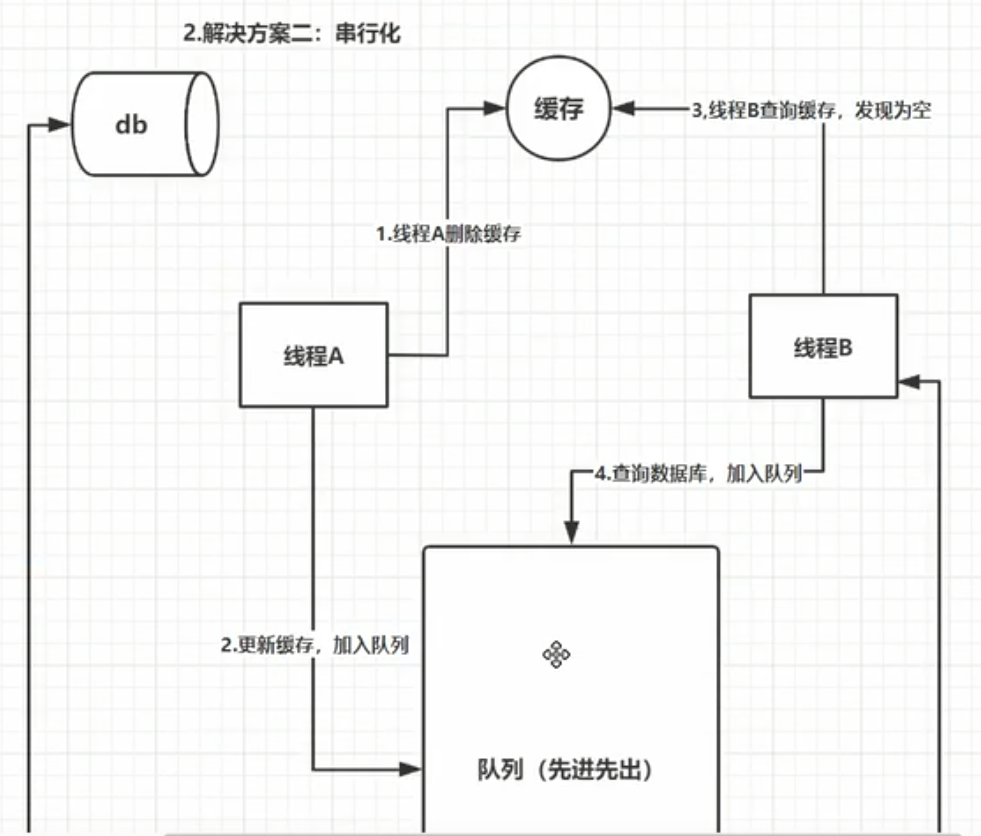 2.解决方案二：串行化
db
缓存
3,线程B查询缓存，发现为空
1.线程A删除缓存
线程A
线程B
4.查询数据库，加入队列
2.更新缓存，加入队列
队列（先进先出）